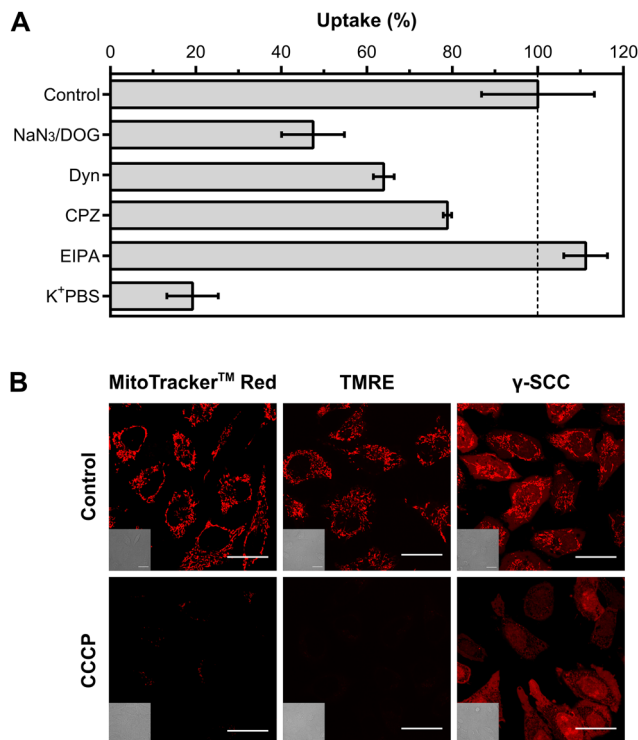 A
Uptake (%)
0 20 40 60 80 100 120
Control
NaN₃/DOG
Dyn
CPZ
EIPA
K⁺PBS
B
MitoTracker™ Red TMRE γ-SCC
Control
CCCP